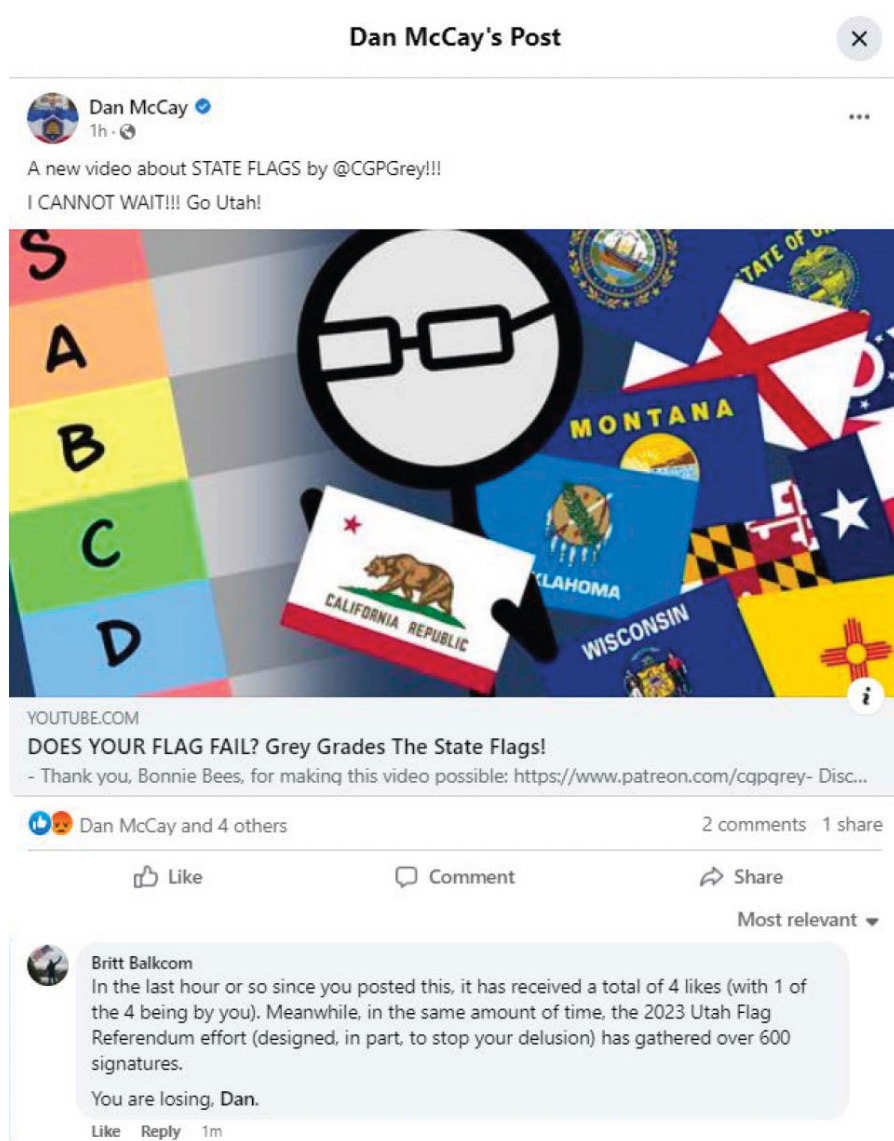 Dan McCay's Post
Dan McCay
1h ·
A new video about STATE FLAGS by @CGPGrey!!!
I CANNOT WAIT!!! Go Utah!
S
A
B
C
D
TATE OF
MONTANA
KLAHOMA
CALIFORNIA REPUBLIC
WISCONSIN
YOUTUBE.COM
DOES YOUR FLAG FAIL? Grey Grades The State Flags!
- Thank you, Bonnie Bees, for making this video possible: https://www.patreon.com/cgpgrey- Disc...
Dan McCay and 4 others
2 comments 1 share
Like Comment Share
Most relevant
Britt Balkcom
In the last hour or so since you posted this, it has received a total of 4 likes (with 1 of
the 4 being by you). Meanwhile, in the same amount of time, the 2023 Utah Flag
Referendum effort (designed, in part, to stop your delusion) has gathered over 600
signatures.
You are losing, Dan.
Like Reply 1m